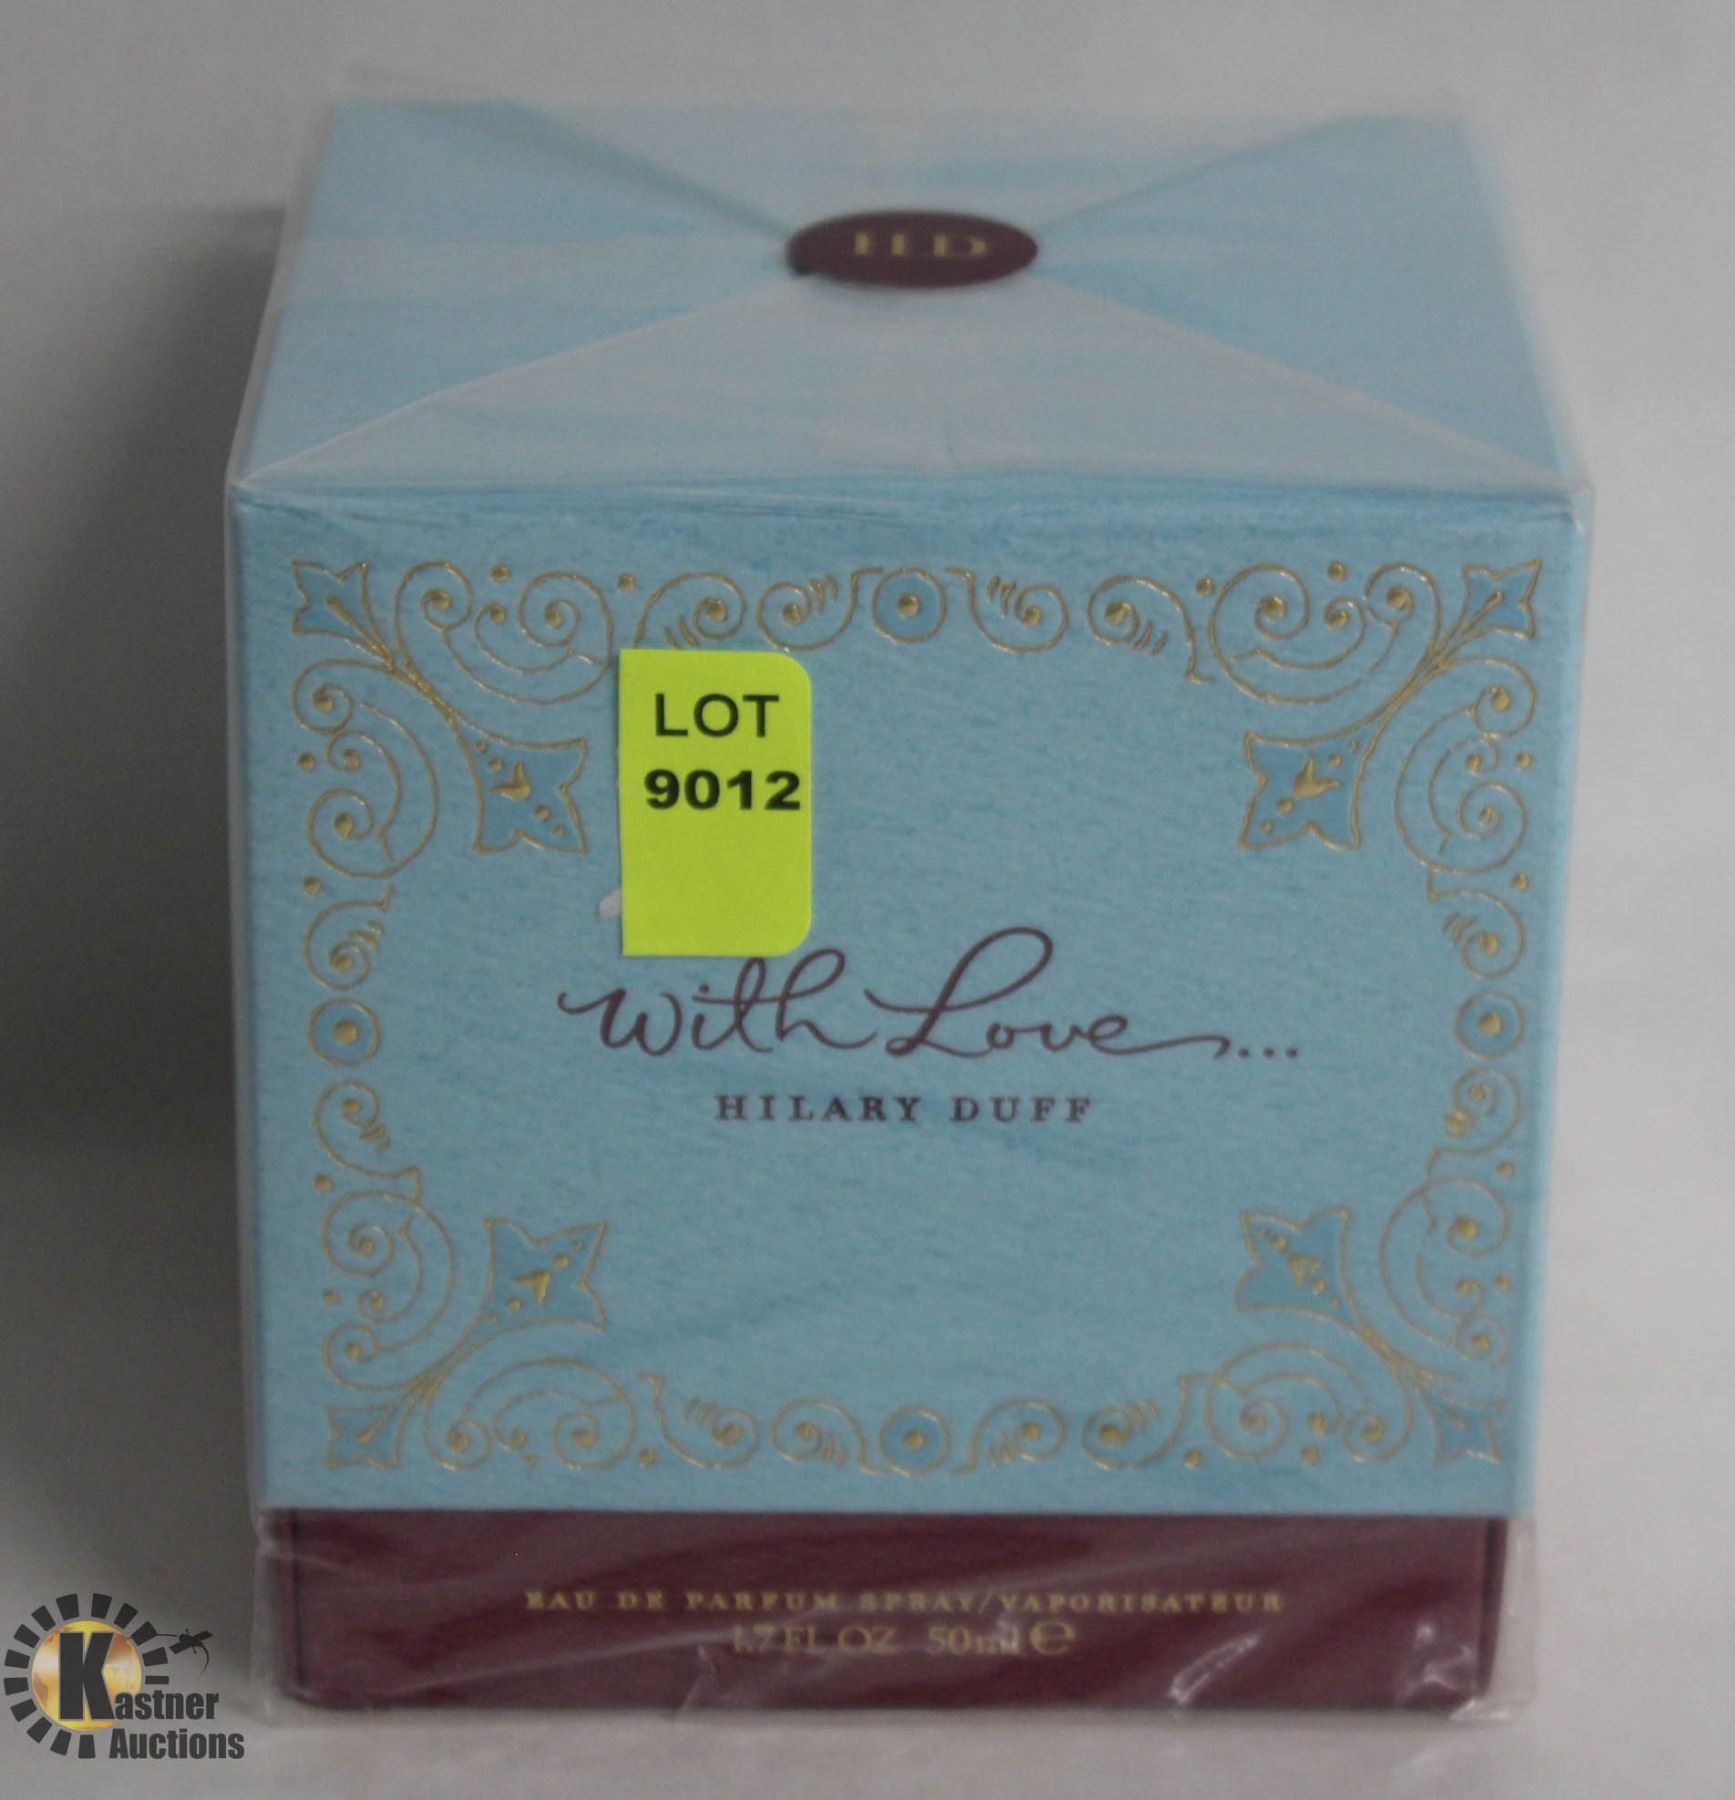 HD
LOT
9012
with Love...
HILARY DUFF
EAU DE PARFUM SPRAY/VAPORISATEUR
1.7 FL OZ 50ml e
Kastner
Auctions